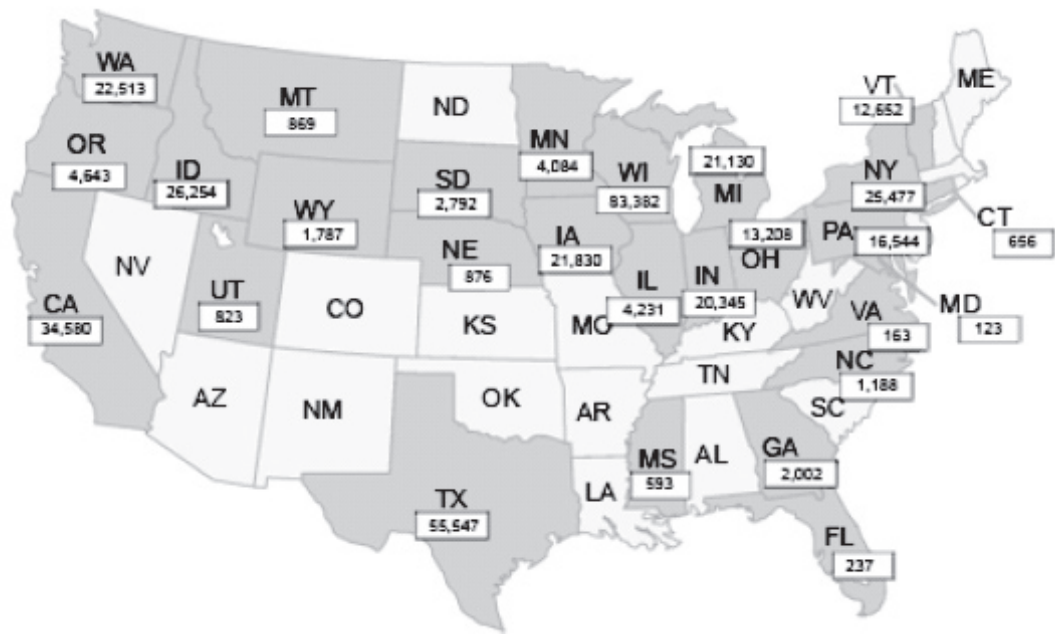 WA
22,513
MT
869
ND
VT
12,652
ME
OR
4,643
ID
26,254
MN
4,084
WI
83,382
21,130
MI
NY
25,477
SD
2,792
WY
1,787
CT
656
NV
NE
876
IA
21,830
13,208
OH
PA
16,544
UT
823
CO
IL
4,231
IN
20,345
WV
MD
123
CA
34,580
KS
MO
KY
VA
163
NC
1,188
TN
AZ
NM
OK
AR
SC
MS
593
AL
GA
2,002
LA
TX
55,547
FL
237